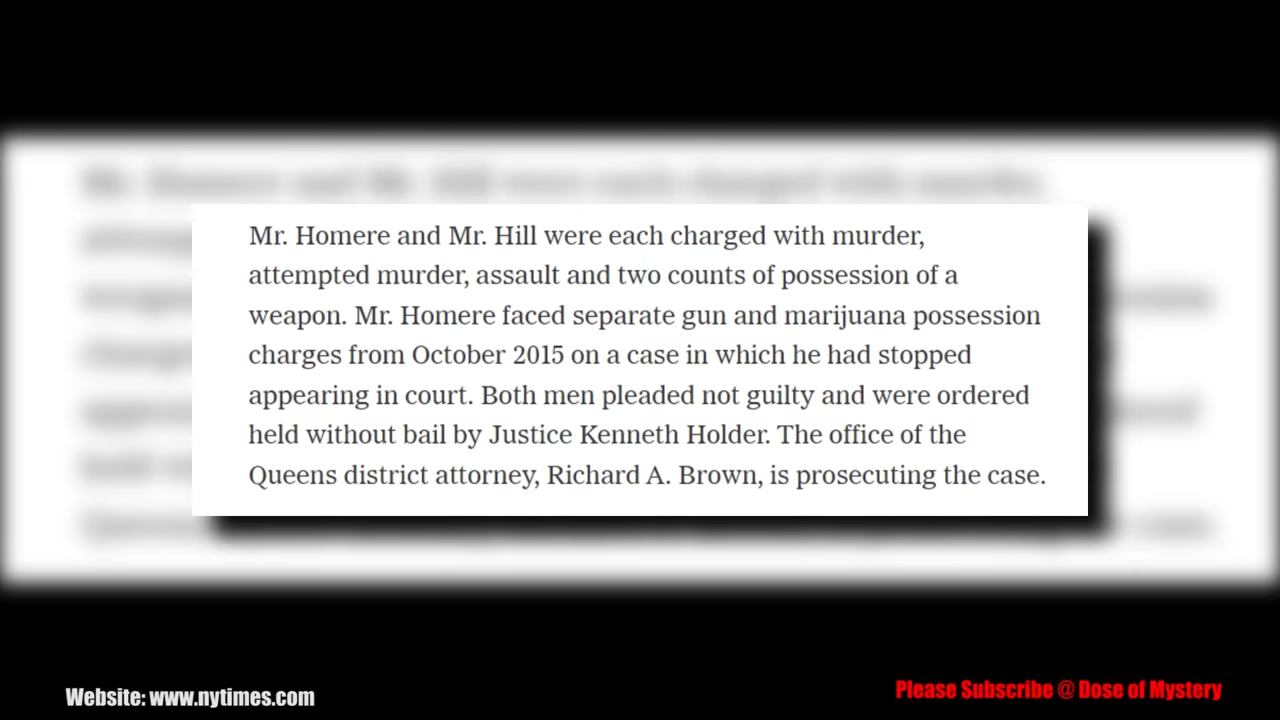 Mr. Homere and Mr. Hill were each charged with murder,
attempted murder, assault and two counts of possession of a
weapon. Mr. Homere faced separate gun and marijuana possession
charges from October 2015 on a case in which he had stopped
appearing in court. Both men pleaded not guilty and were ordered
held without bail by Justice Kenneth Holder. The office of the
Queens district attorney, Richard A. Brown, is prosecuting the case.
Website: www.nytimes.com
Please Subscribe @ Dose of Mystery